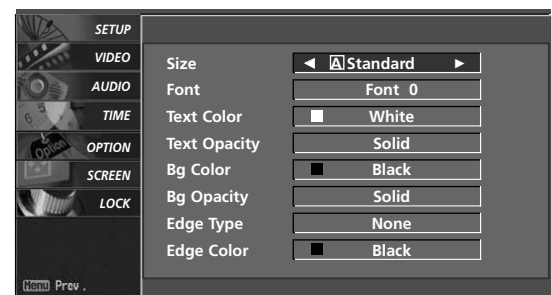 SETUP
VIDEO
AUDIO
TIME
OPTION
SCREEN
LOCK
Menu Prev .
Size ◄ A Standard ►
Font Font 0
Text Color White
Text Opacity Solid
Bg Color Black
Bg Opacity Solid
Edge Type None
Edge Color Black
Option